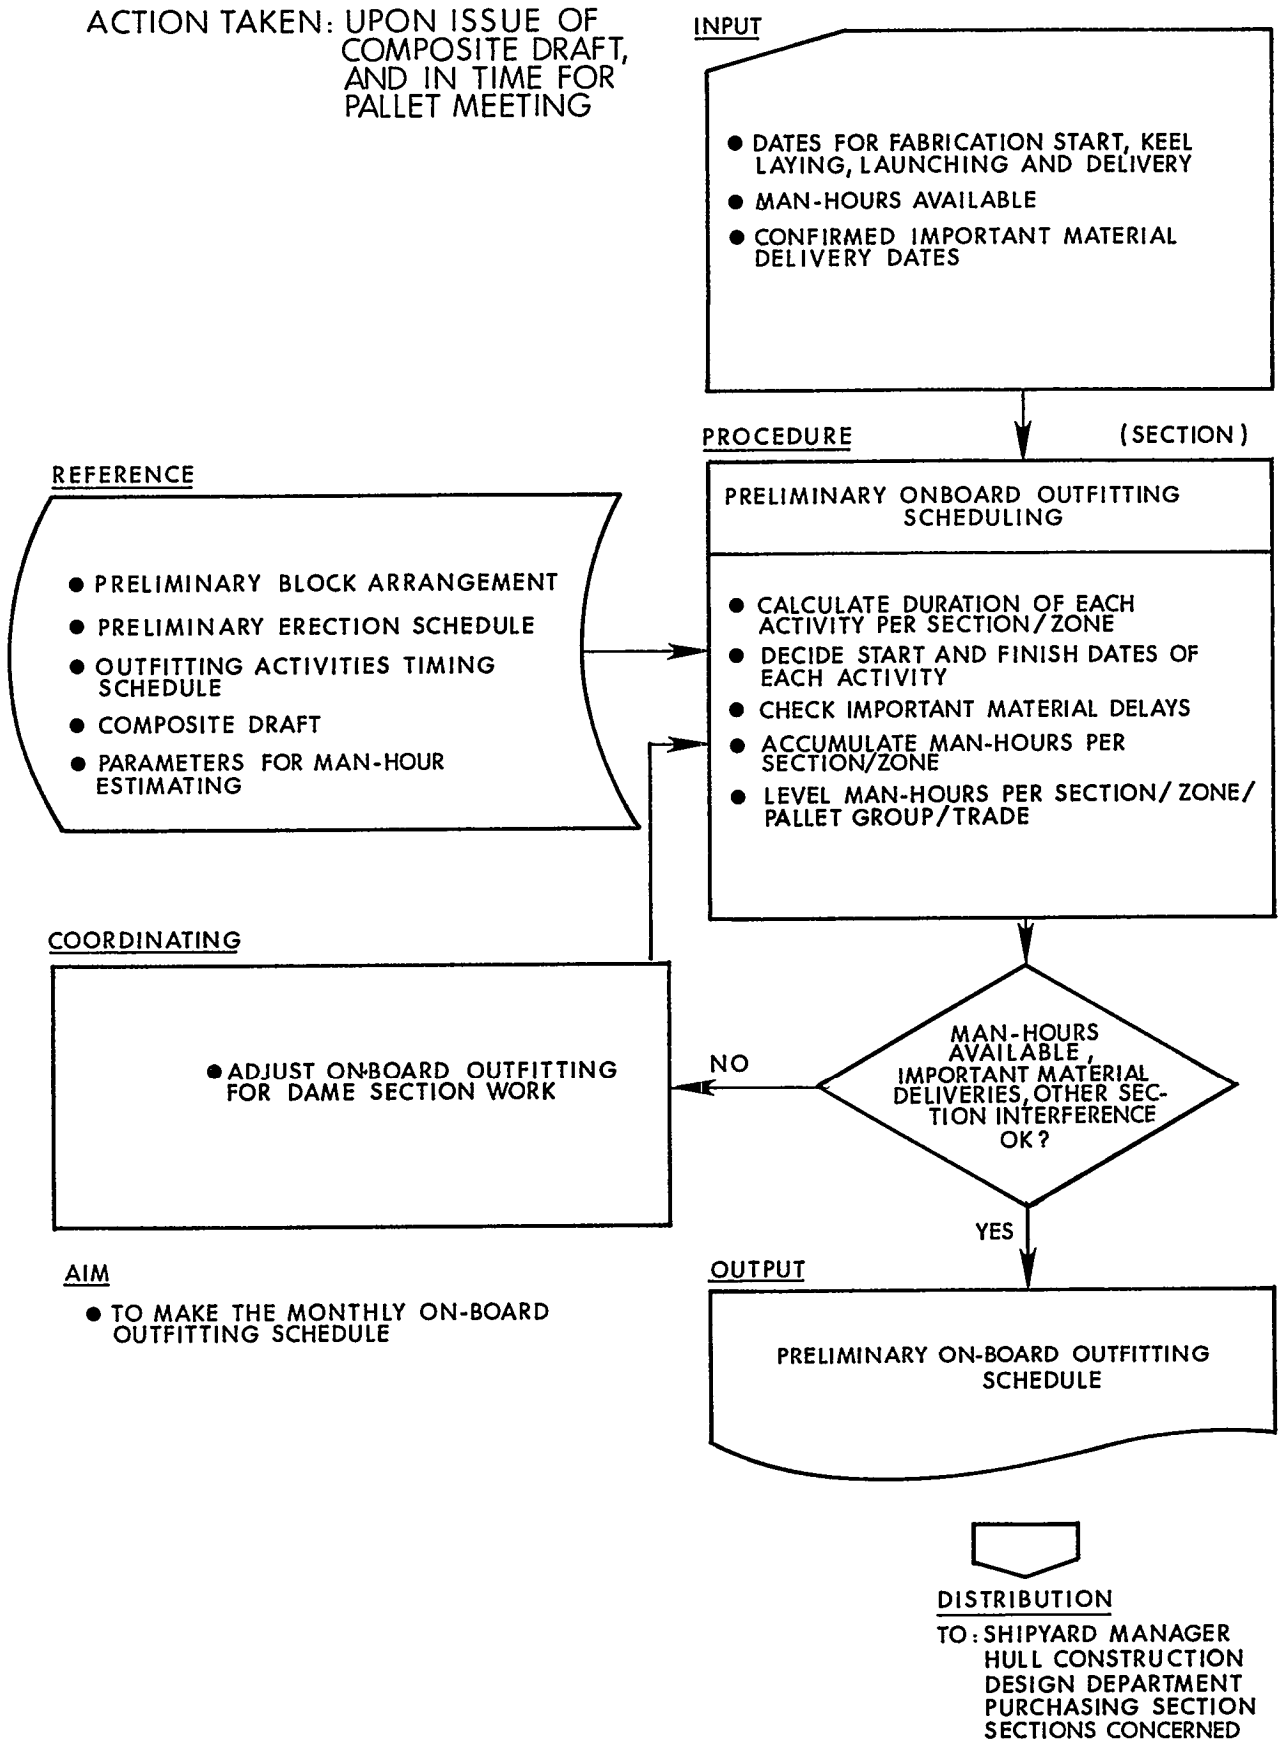 ACTION TAKEN: UPON ISSUE OF
COMPOSITE DRAFT,
AND IN TIME FOR
PALLET MEETING
INPUT
● DATES FOR FABRICATION START, KEEL
LAYING, LAUNCHING AND DELIVERY
● MAN-HOURS AVAILABLE
● CONFIRMED IMPORTANT MATERIAL
DELIVERY DATES
PROCEDURE (SECTION)
PRELIMINARY ONBOARD OUTFITTING
SCHEDULING
● CALCULATE DURATION OF EACH
ACTIVITY PER SECTION/ZONE
● DECIDE START AND FINISH DATES OF
EACH ACTIVITY
● CHECK IMPORTANT MATERIAL DELAYS
● ACCUMULATE MAN-HOURS PER
SECTION/ZONE
● LEVEL MAN-HOURS PER SECTION/ZONE/
PALLET GROUP/TRADE
REFERENCE
● PRELIMINARY BLOCK ARRANGEMENT
● PRELIMINARY ERECTION SCHEDULE
● OUTFITTING ACTIVITIES TIMING
SCHEDULE
● COMPOSITE DRAFT
● PARAMETERS FOR MAN-HOUR
ESTIMATING
COORDINATING
● ADJUST ON-BOARD OUTFITTING
FOR DAME SECTION WORK
NO
MAN-HOURS
AVAILABLE,
IMPORTANT MATERIAL
DELIVERIES, OTHER SEC-
TION INTERFERENCE
OK?
YES
AIM
● TO MAKE THE MONTHLY ON-BOARD
OUTFITTING SCHEDULE
OUTPUT
PRELIMINARY ON-BOARD OUTFITTING
SCHEDULE
DISTRIBUTION
TO: SHIPYARD MANAGER
HULL CONSTRUCTION
DESIGN DEPARTMENT
PURCHASING SECTION
SECTIONS CONCERNED